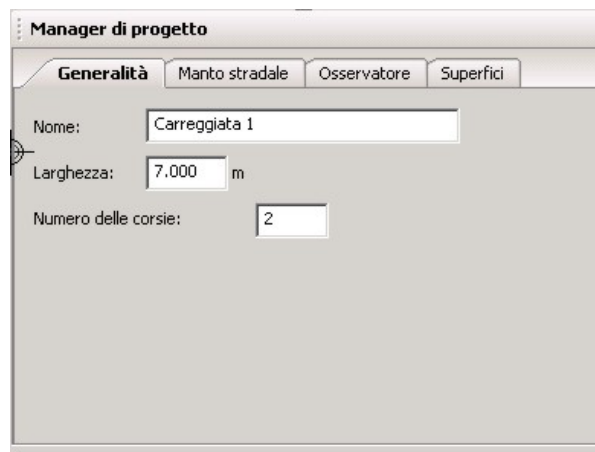 Manager di progetto
Generalità Manto stradale Osservatore Superfici
Nome: Carreggiata 1
Larghezza: 7.000 m
Numero delle corsie: 2